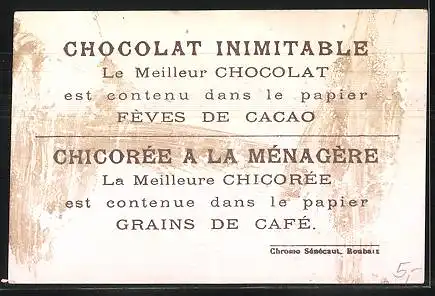 CHOCOLAT INIMITABLE
Le Meilleur CHOCOLAT
est contenu dans le papier
FÈVES DE CACAO
CHICORÉE A LA MÉNAGÈRE
La Meilleure CHICORÉE
est contenue dans le papier
GRAINS DE CAFÉ.
Chromo Sénécaut, Roubaix
5,-